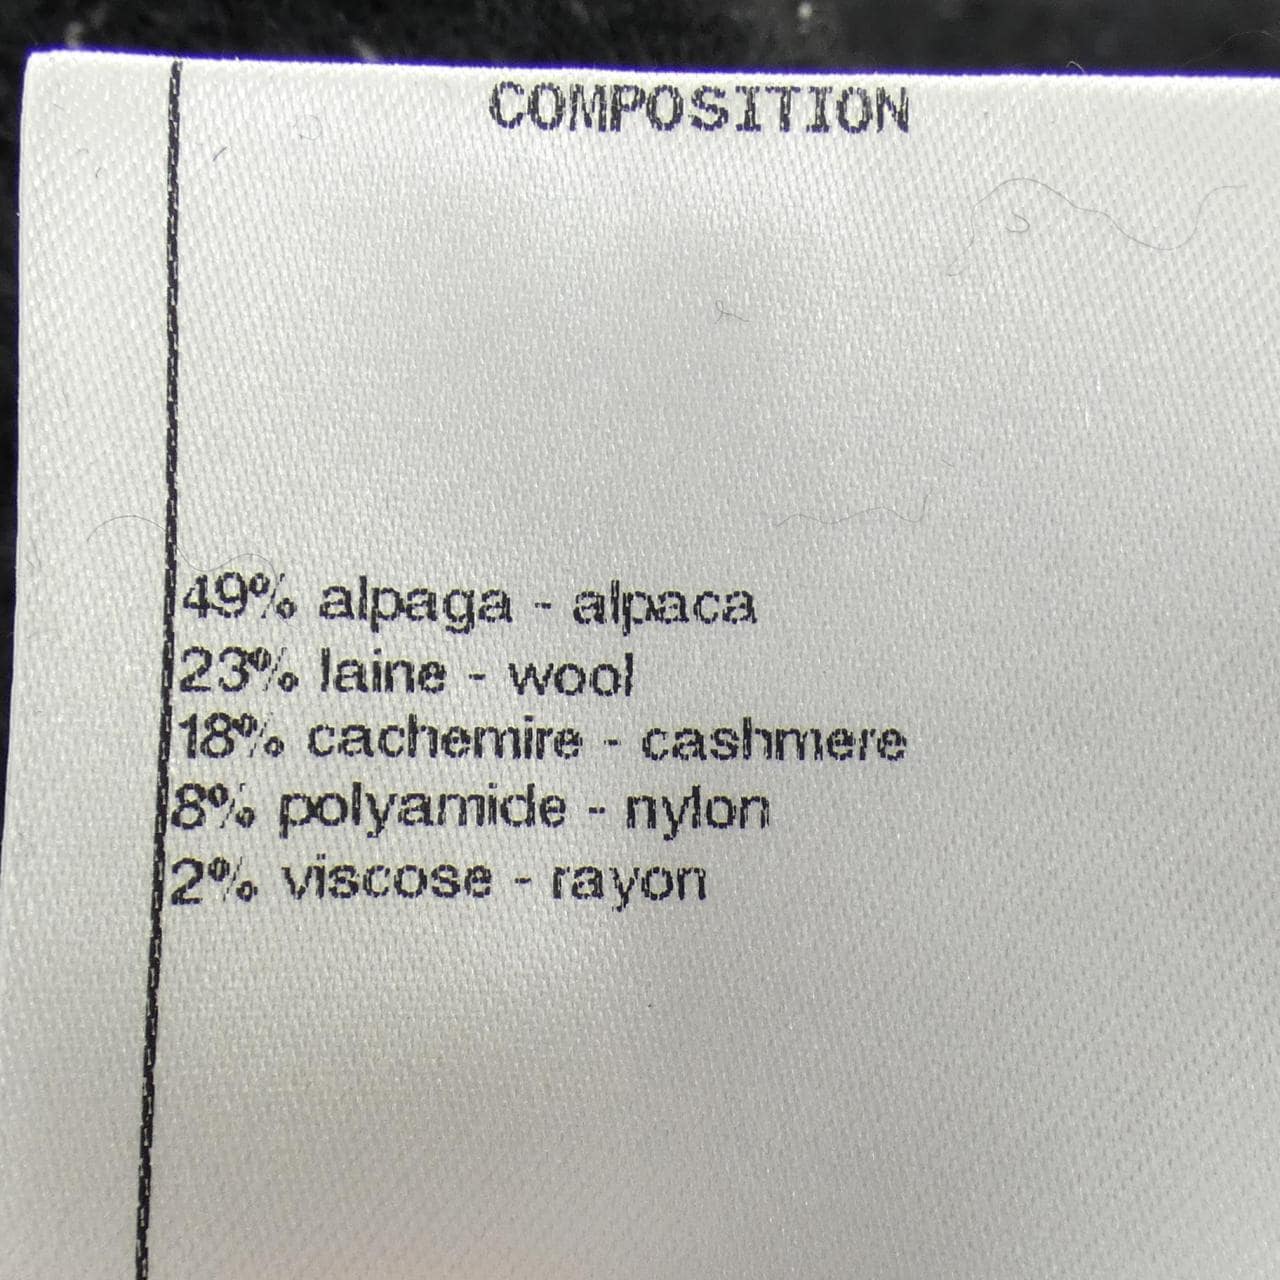 COMPOSITION
49% alpaga - alpaca
23% laine - wool
18% cachemire - cashmere
8% polyamide - nylon
2% viscose - rayon